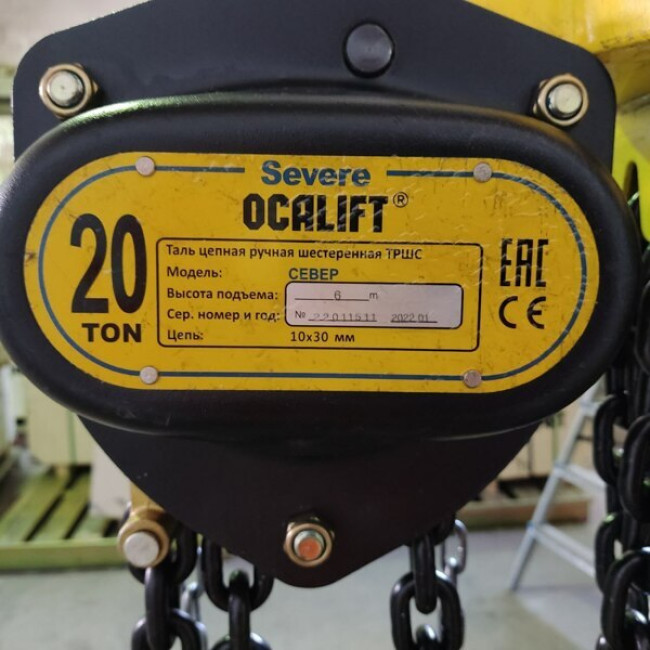 Severe
OCALIFT®
20
TON
Таль цепная ручная шестеренная ТРШС
Модель: СЕВЕР
Высота подъема: 6 m
Сер. номер и год: № 22011511 2022 01
Цепь: 10x30 мм
EAC
CE